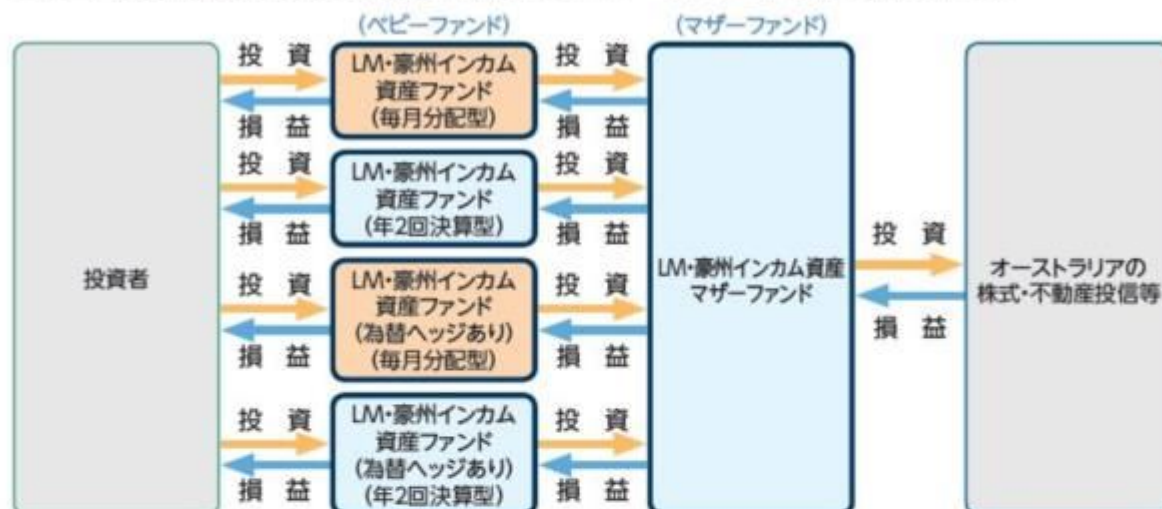 (ベビーファンド)
(マザーファンド)
投資者
投 資
損 益
LM・豪州インカム
資産ファンド
(毎月分配型)
投 資
損 益
投 資
損 益
LM・豪州インカム
資産ファンド
(年2回決算型)
投 資
損 益
投 資
損 益
LM・豪州インカム
資産ファンド
(為替ヘッジあり)
(毎月分配型)
投 資
損 益
投 資
損 益
LM・豪州インカム
資産ファンド
(為替ヘッジあり)
(年2回決算型)
投 資
損 益
LM・豪州インカム資産
マザーファンド
投 資
損 益
オーストラリアの
株式・不動産投信等